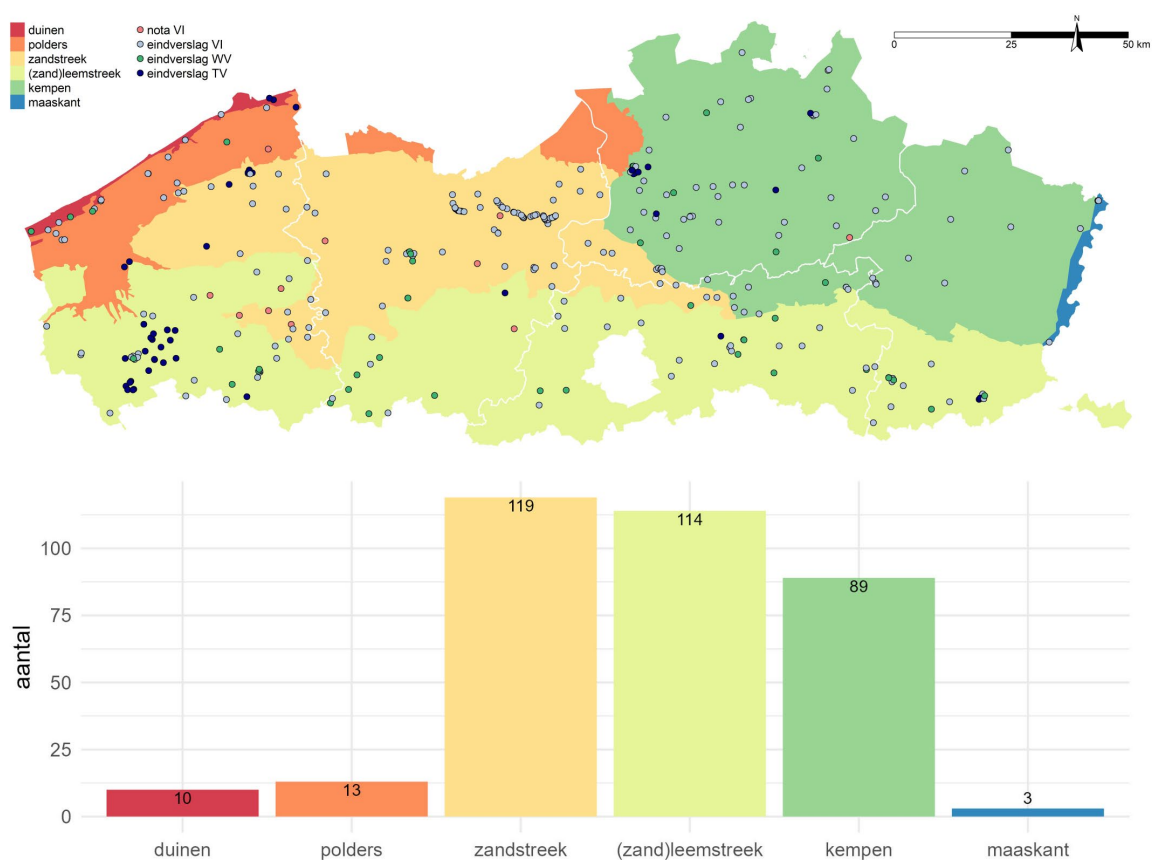 duinen
polders
zandstreek
(zand)leemstreek
kempen
maaskant
nota VI
eindverslag VI
eindverslag WV
eindverslag TV
N
0 25 50 km
aantal
100
75
50
25
0
10
13
119
114
89
3
duinen polders zandstreek (zand)leemstreek kempen maaskant